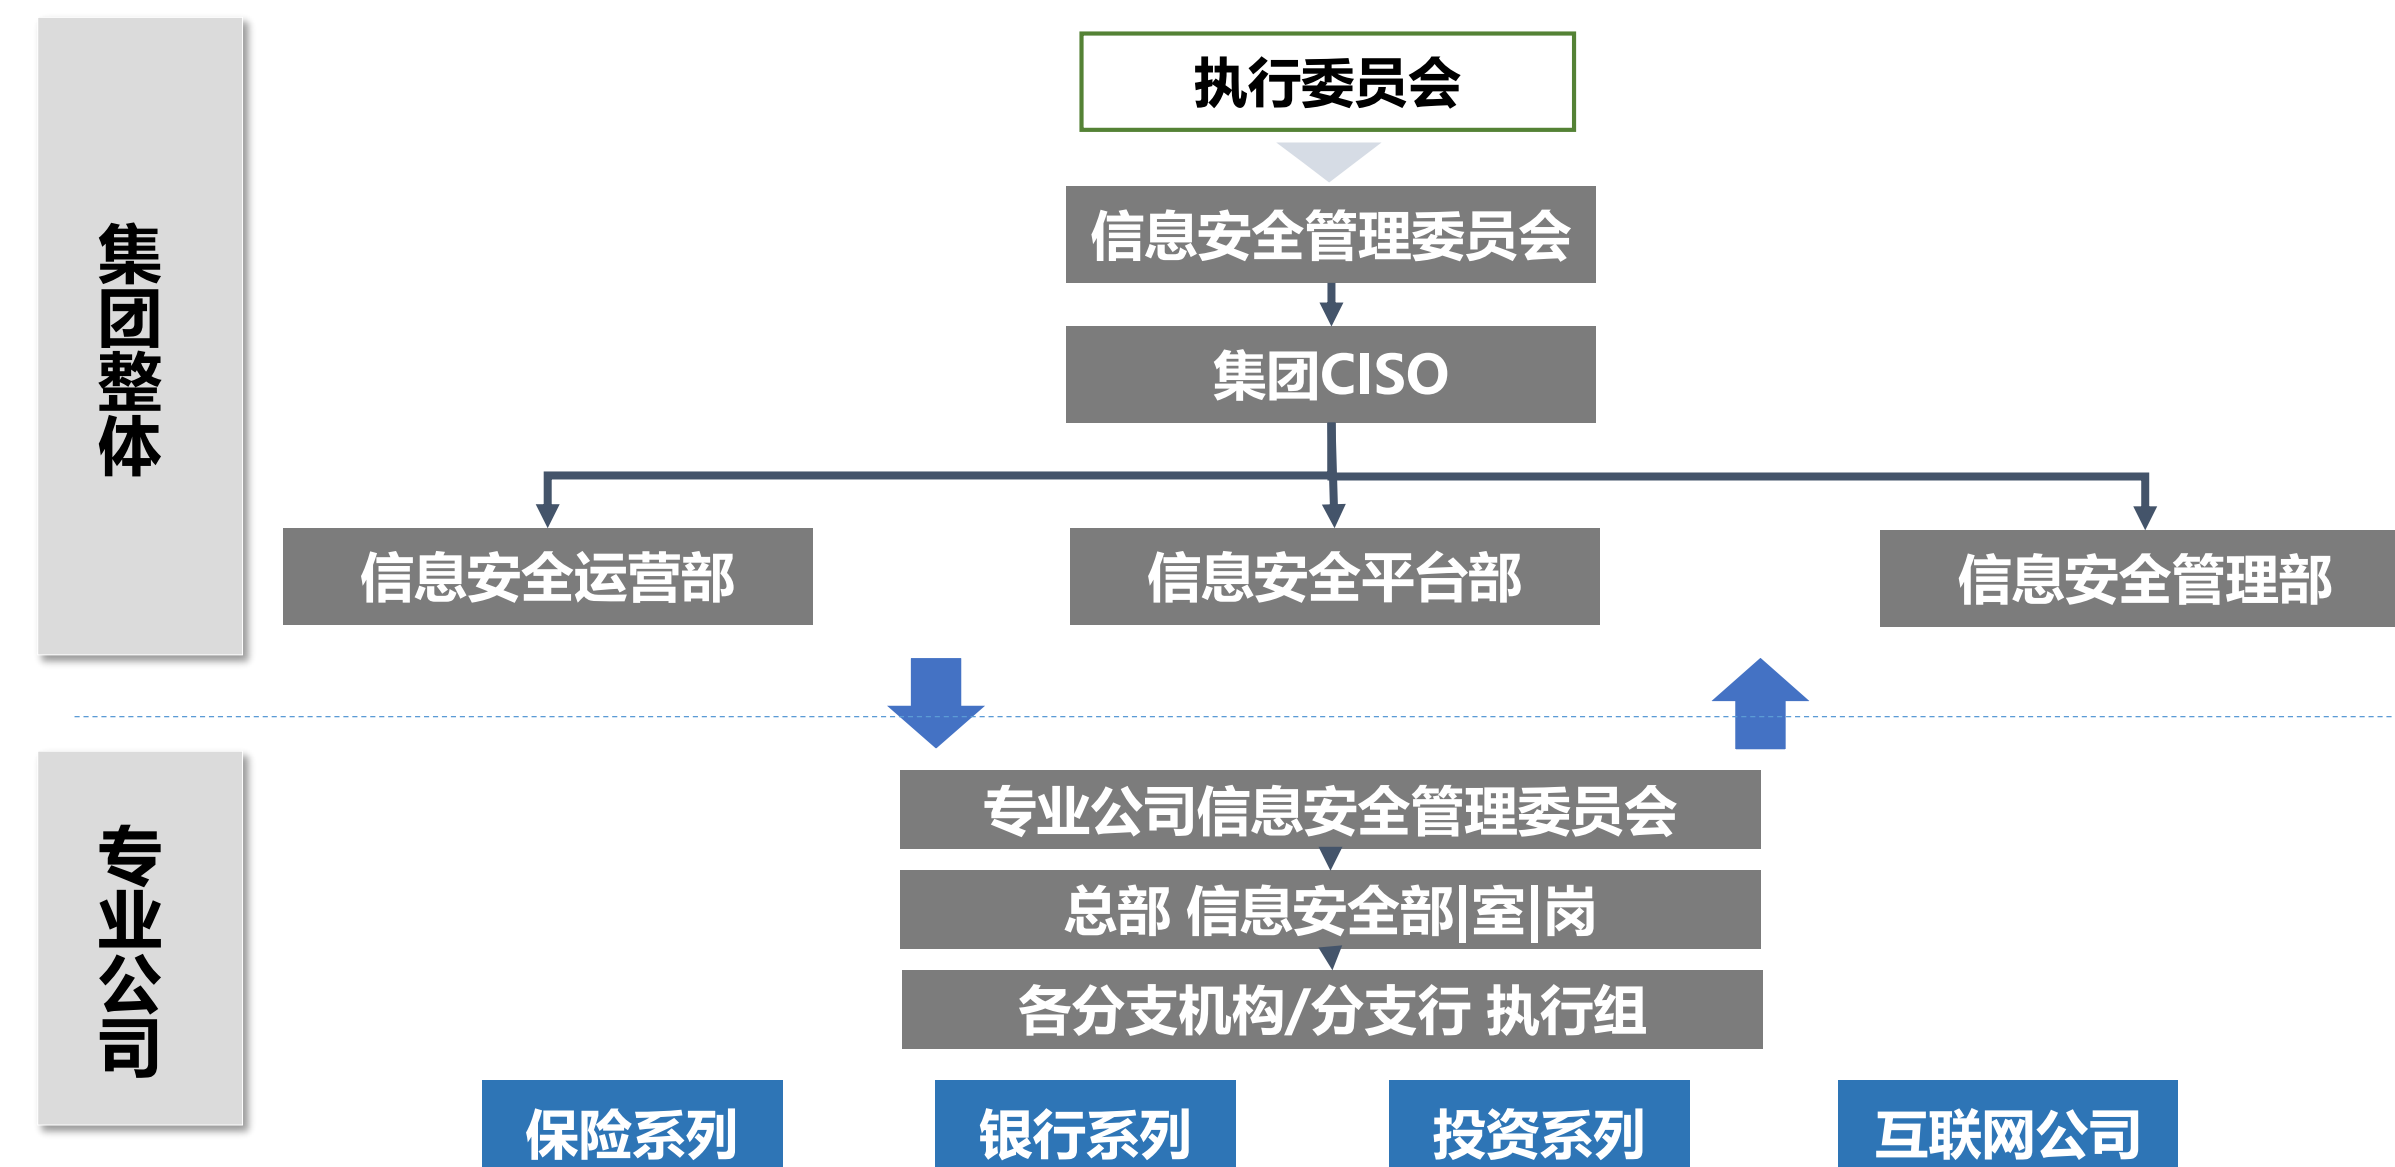 集团整体
执行委员会
信息安全管理委员会
集团CISO
信息安全运营部
信息安全平台部
信息安全管理部
专业公司
专业公司信息安全管理委员会
总部 信息安全部|室|岗
各分支机构/分支行 执行组
保险系列
银行系列
投资系列
互联网公司